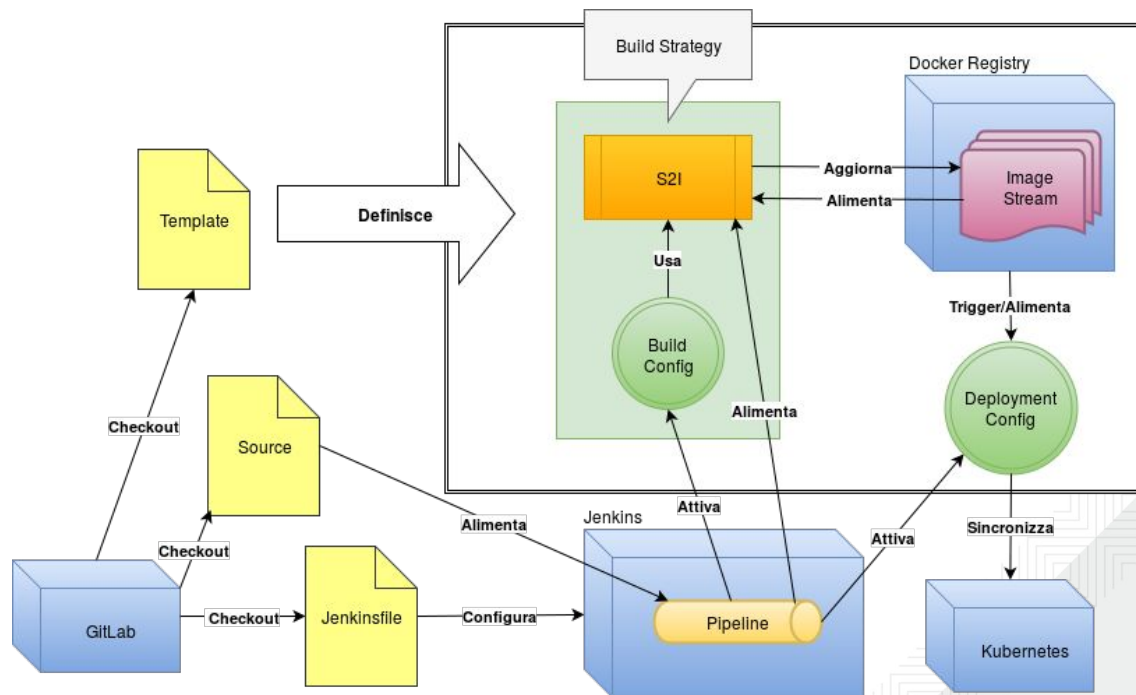 Build Strategy
Docker Registry
S2I
Aggiorna
Image
Stream
Alimenta
Template
Definisce
Usa
Trigger/Alimenta
Build
Config
Deployment
Config
Checkout
Alimenta
Source
Attiva
Jenkins
Alimenta
Sincronizza
Attiva
Checkout
GitLab
Checkout
Jenkinsfile
Configura
Pipeline
Kubernetes